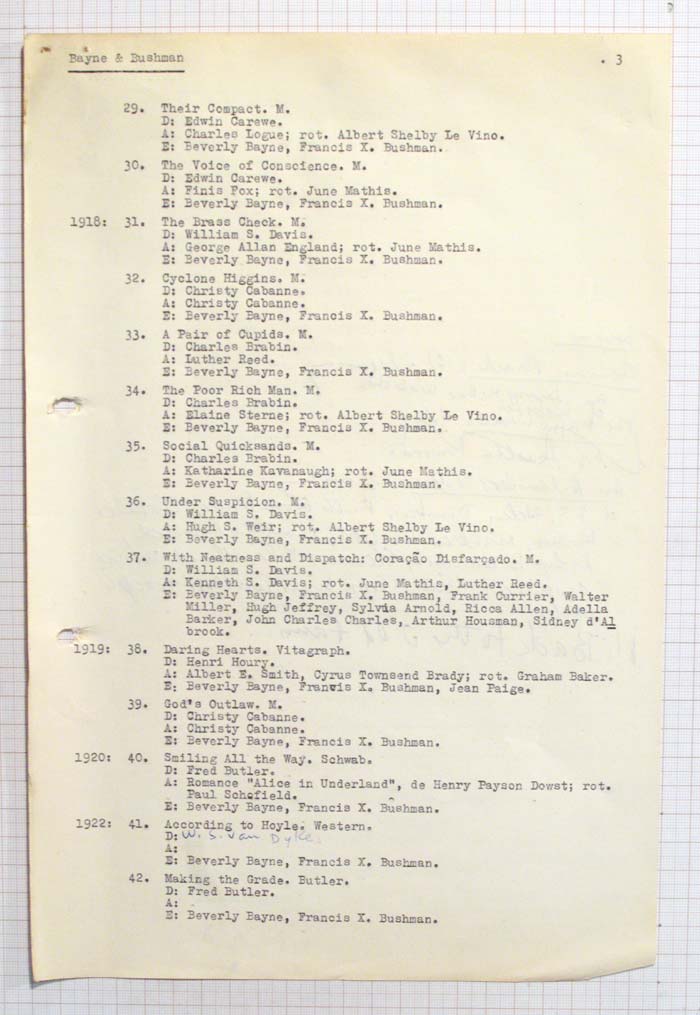 Bayne & Bushman . 3
29. Their Compact. M.
D: Edwin Carewe.
A: Charles Logue; rot. Albert Shelby Le Vino.
E: Beverly Bayne, Francis X. Bushman.
30. The Voice of Conscience. M.
D: Edwin Carewe.
A: Finis Fox; rot. June Mathis.
E: Beverly Bayne, Francis X. Bushman.
1918: 31. The Brass Check. M.
D: William S. Davis.
A: George Allan England; rot. June Mathis.
E: Beverly Bayne, Francis X. Bushman.
32. Cyclone Higgins. M.
D: Christy Cabanne.
A: Christy Cabanne.
E: Beverly Bayne, Francis X. Bushman.
33. A Pair of Cupids. M.
D: Charles Brabin.
A: Luther Reed.
E: Beverly Bayne, Francis X. Bushman.
34. The Poor Rich Man. M.
D: Charles Brabin.
A: Elaine Sterne; rot. Albert Shelby Le Vino.
E: Beverly Bayne, Francis X. Bushman.
35. Social Quicksands. M.
D: Charles Brabin.
A: Katharine Kavanaugh; rot. June Mathis.
E: Beverly Bayne, Francis X. Bushman.
36. Under Suspicion. M.
D: William S. Davis.
A: Hugh S. Weir; rot. Albert Shelby Le Vino.
E: Beverly Bayne, Francis X. Bushman.
37. With Neatness and Dispatch: Coração Disfarçado. M.
D: William S. Davis.
A: Kenneth S. Davis; rot. June Mathis, Luther Reed.
E: Beverly Bayne, Francis X. Bushman, Frank Currier, Walter
Miller, Hugh Jeffrey, Sylvia Arnold, Ricca Allen, Adella
Barker, John Charles Charles, Arthur Housman, Sidney d'Al
brook.
1919: 38. Daring Hearts. Vitagraph.
D: Henri Houry.
A: Albert E. Smith, Cyrus Townsend Brady; rot. Graham Baker.
E: Beverly Bayne, Francis X. Bushman, Jean Paige.
39. God's Outlaw. M.
D: Christy Cabanne.
A: Christy Cabanne.
E: Beverly Bayne, Francis X. Bushman.
1920: 40. Smiling All the Way. Schwab.
D: Fred Butler.
A: Romance "Alice in Underland", de Henry Payson Dowst; rot.
Paul Schofield.
E: Beverly Bayne, Francis X. Bushman.
1922: 41. According to Hoyle. Western.
D: W. S. Van Dyke.
A:
E: Beverly Bayne, Francis X. Bushman.
42. Making the Grade. Butler.
D: Fred Butler.
A:
E: Beverly Bayne, Francis X. Bushman.